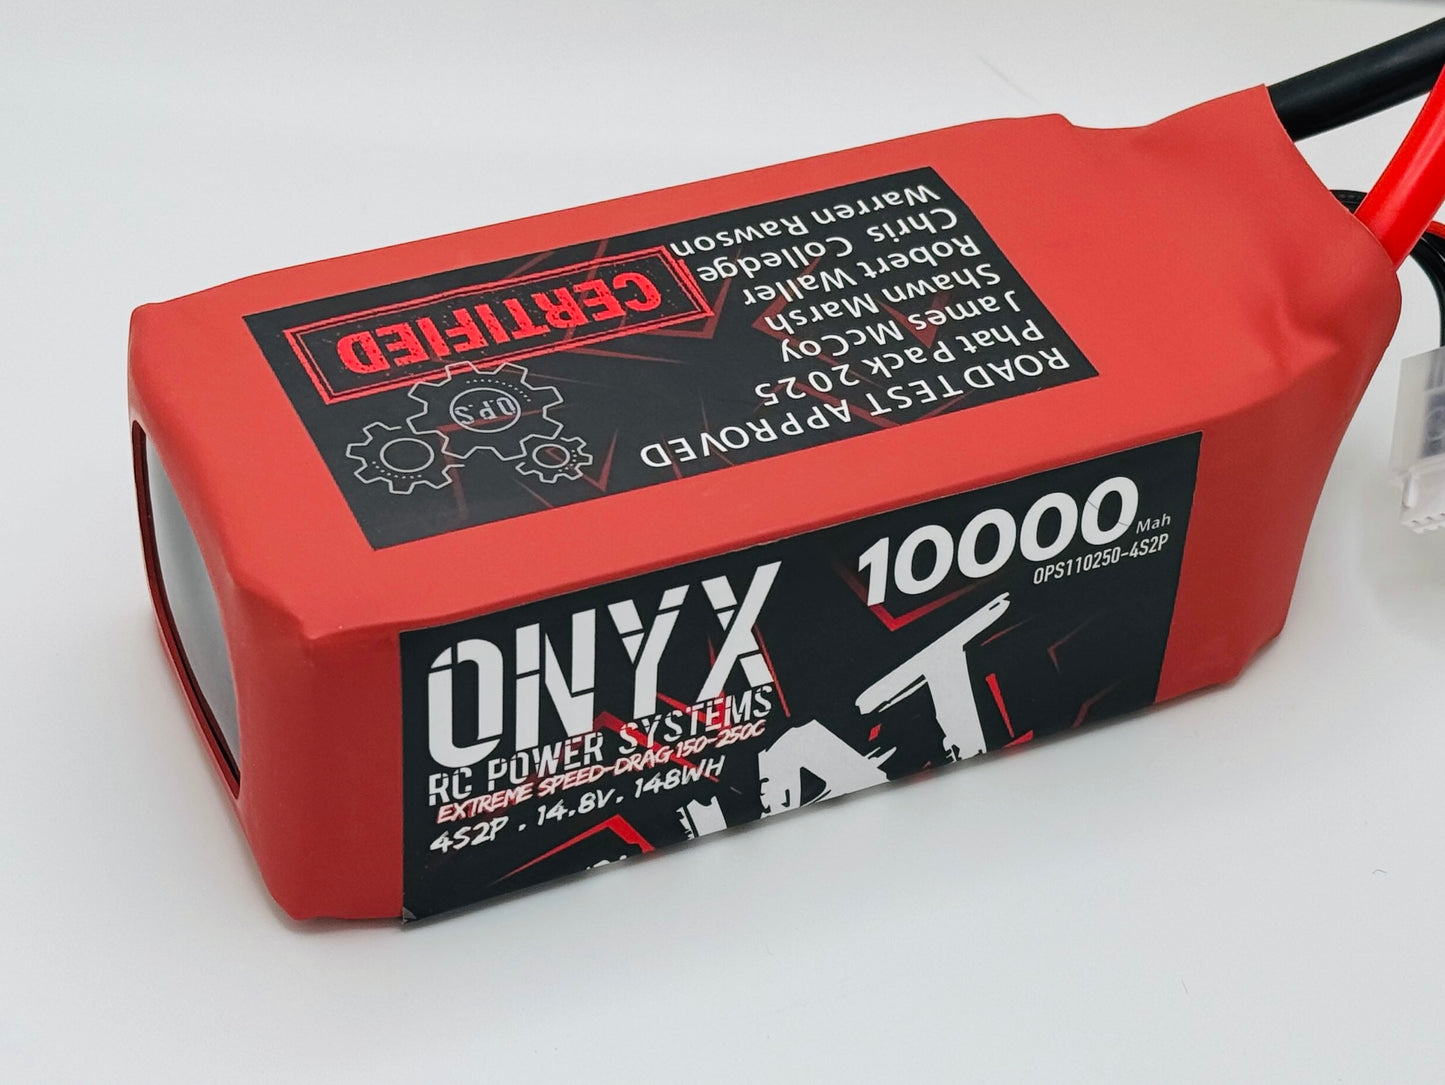 ROAD TEST APPROVED
Phat Pack 2025
James McCoy
Shawn Marsh
Robert Waller
Chris Colledge
Warren Rawson
CERTIFIED
OPS
10000 Mah
OPS110250-4S2P
ONYX
RC POWER SYSTEMS
EXTREME SPEED-DRAG 150-250C
4S2P . 14.8V . 148WH